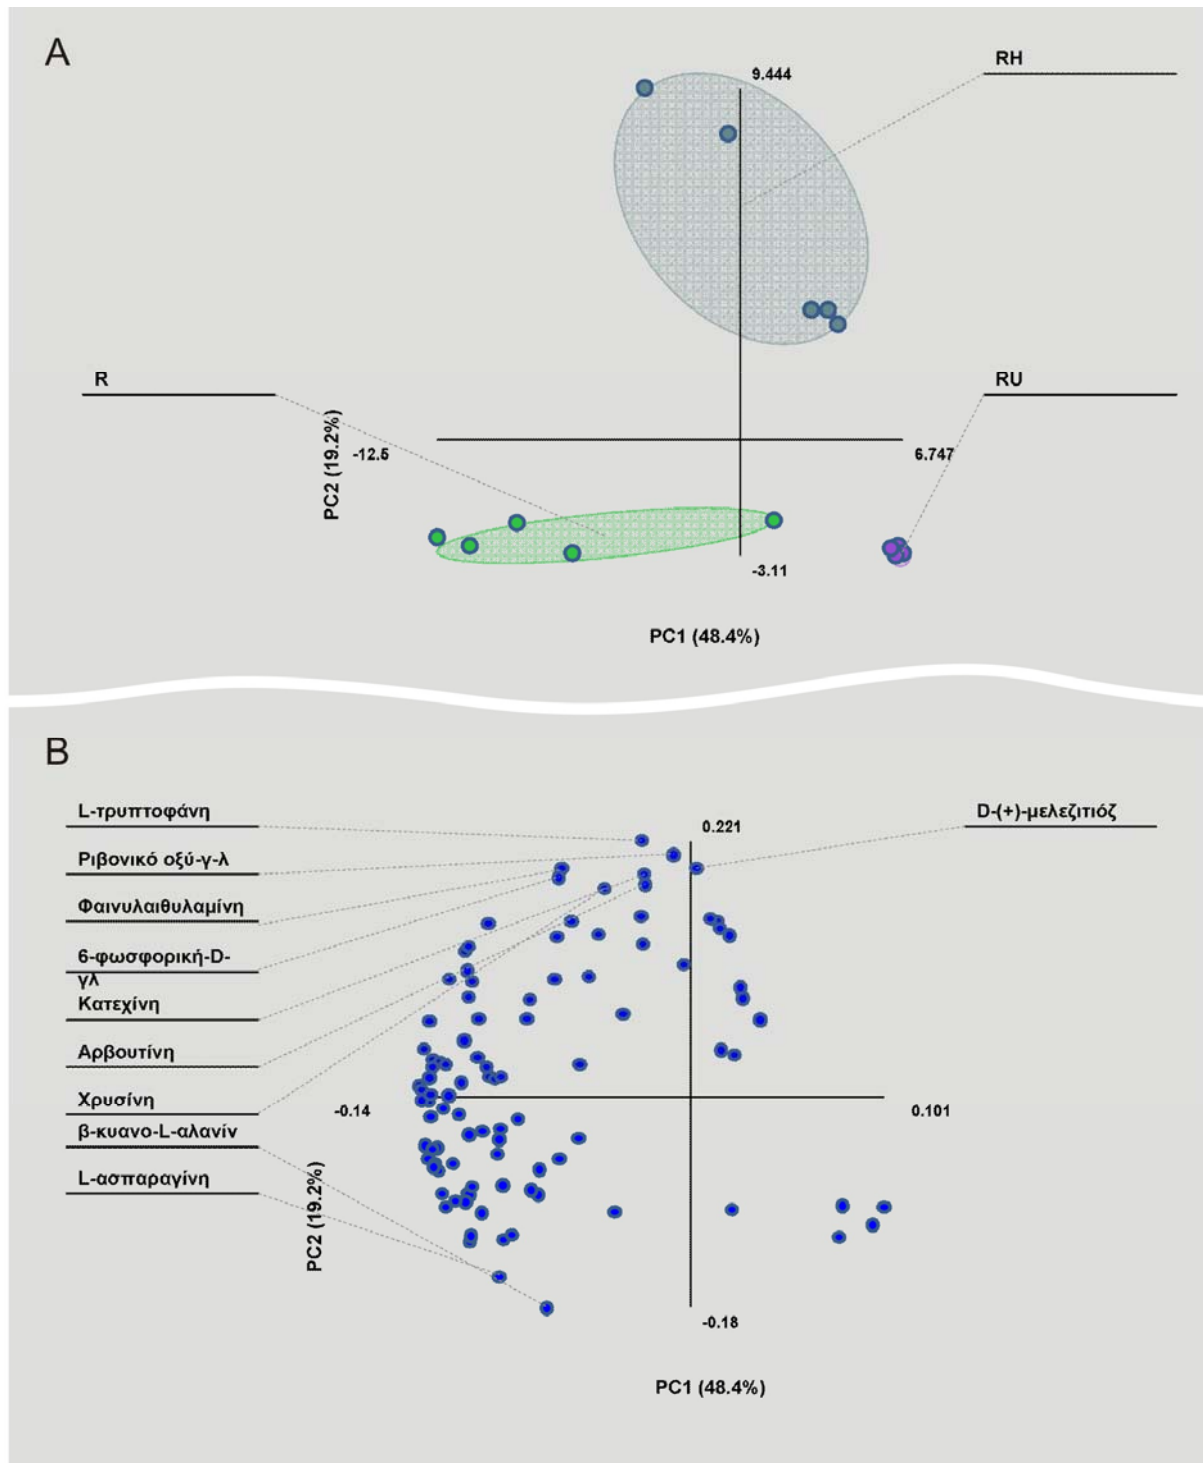 A
RH
9.444
R
RU
PC2 (19.2%)
-12.5
6.747
-3.11
PC1 (48.4%)
B
L-τρυπτοφάνη
D-(+)-μελεζιτιόζ
0.221
Ριβονικό οξύ-γ-λ
Φαινυλαιθυλαμίνη
6-φωσφορική-D-
γλ
Κατεχίνη
Αρβουτίνη
Χρυσίνη
-0.14
0.101
β-κυανο-L-αλανίν
L-ασπαραγίνη
PC2 (19.2%)
-0.18
PC1 (48.4%)